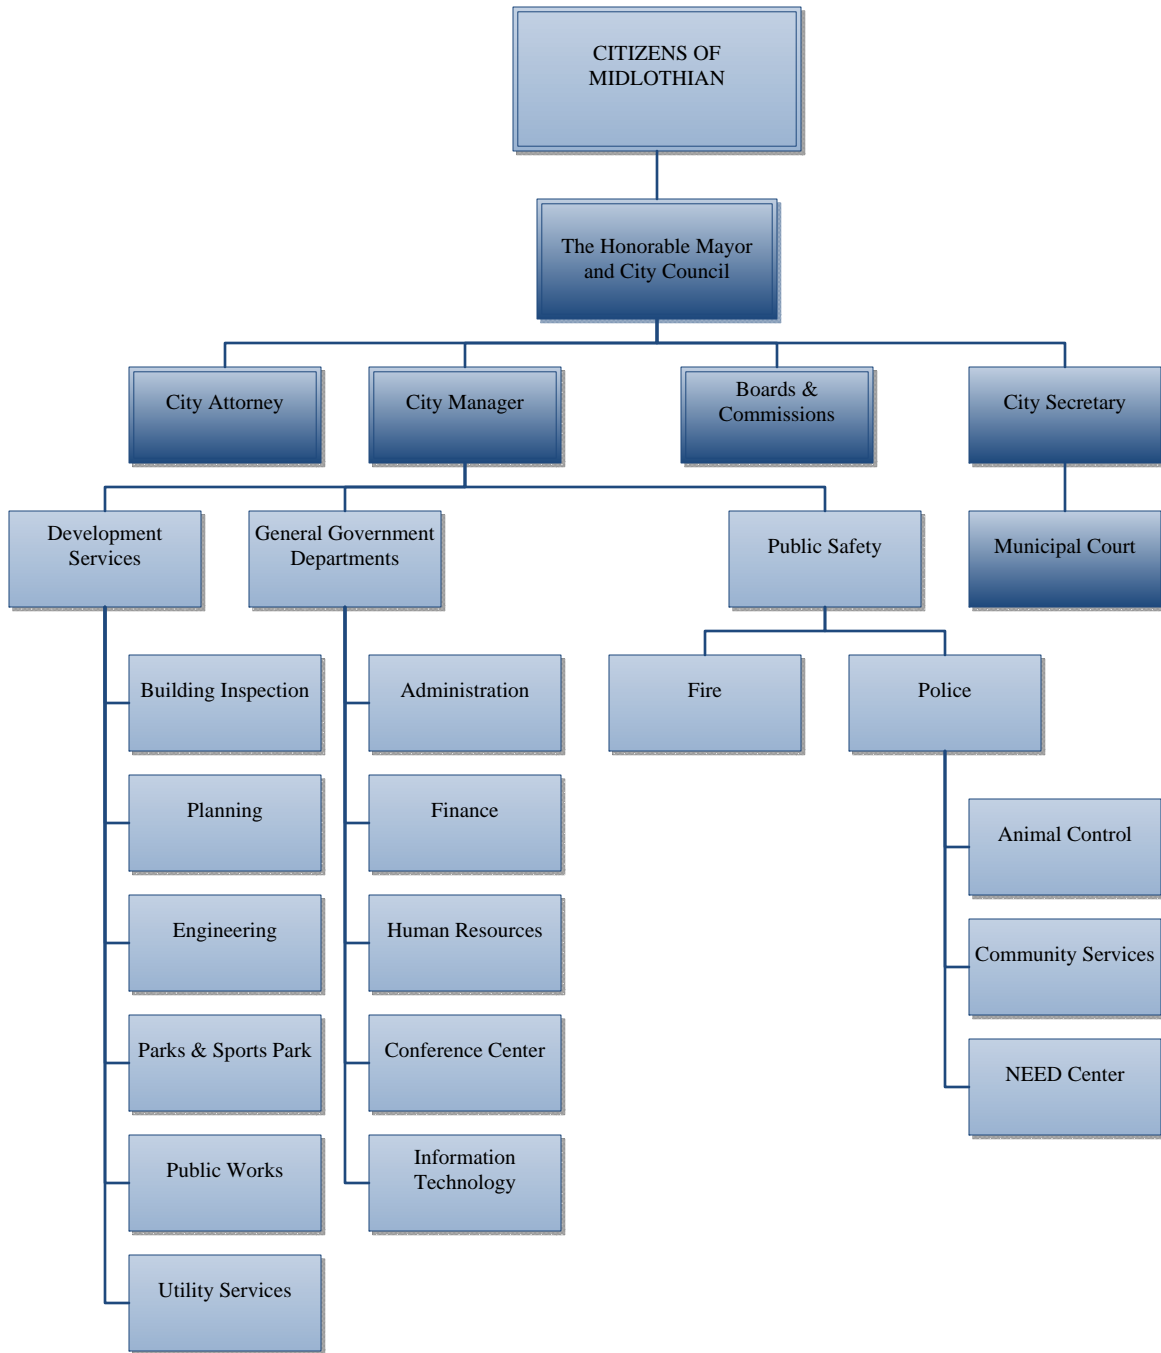 CITIZENS OF
MIDLOTHIAN
The Honorable Mayor
and City Council
City Attorney
City Manager
Boards &
Commissions
City Secretary
Development
Services
General Government
Departments
Public Safety
Municipal Court
Building Inspection
Administration
Fire
Police
Planning
Finance
Animal Control
Engineering
Human Resources
Community Services
Parks & Sports Park
Conference Center
NEED Center
Public Works
Information
Technology
Utility Services